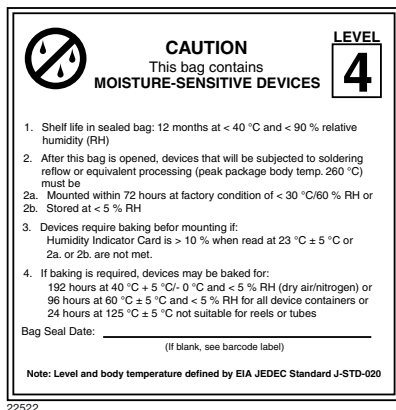 LEVEL
4
CAUTION
This bag contains
MOISTURE-SENSITIVE DEVICES
1. Shelf life in sealed bag: 12 months at < 40 °C and < 90 % relative
humidity (RH)
2. After this bag is opened, devices that will be subjected to soldering
reflow or equivalent processing (peak package body temp. 260 °C)
must be
2a. Mounted within 72 hours at factory condition of < 30 °C/60 % RH or
2b. Stored at < 5 % RH
3. Devices require baking befor mounting if:
Humidity Indicator Card is > 10 % when read at 23 °C ± 5 °C or
2a. or 2b. are not met.
4. If baking is required, devices may be baked for:
192 hours at 40 °C + 5 °C/- 0 °C and < 5 % RH (dry air/nitrogen) or
96 hours at 60 °C ± 5 °C and < 5 % RH for all device containers or
24 hours at 125 °C ± 5 °C not suitable for reels or tubes
Bag Seal Date:
(If blank, see barcode label)
Note: Level and body temperature defined by EIA JEDEC Standard J-STD-020
22522